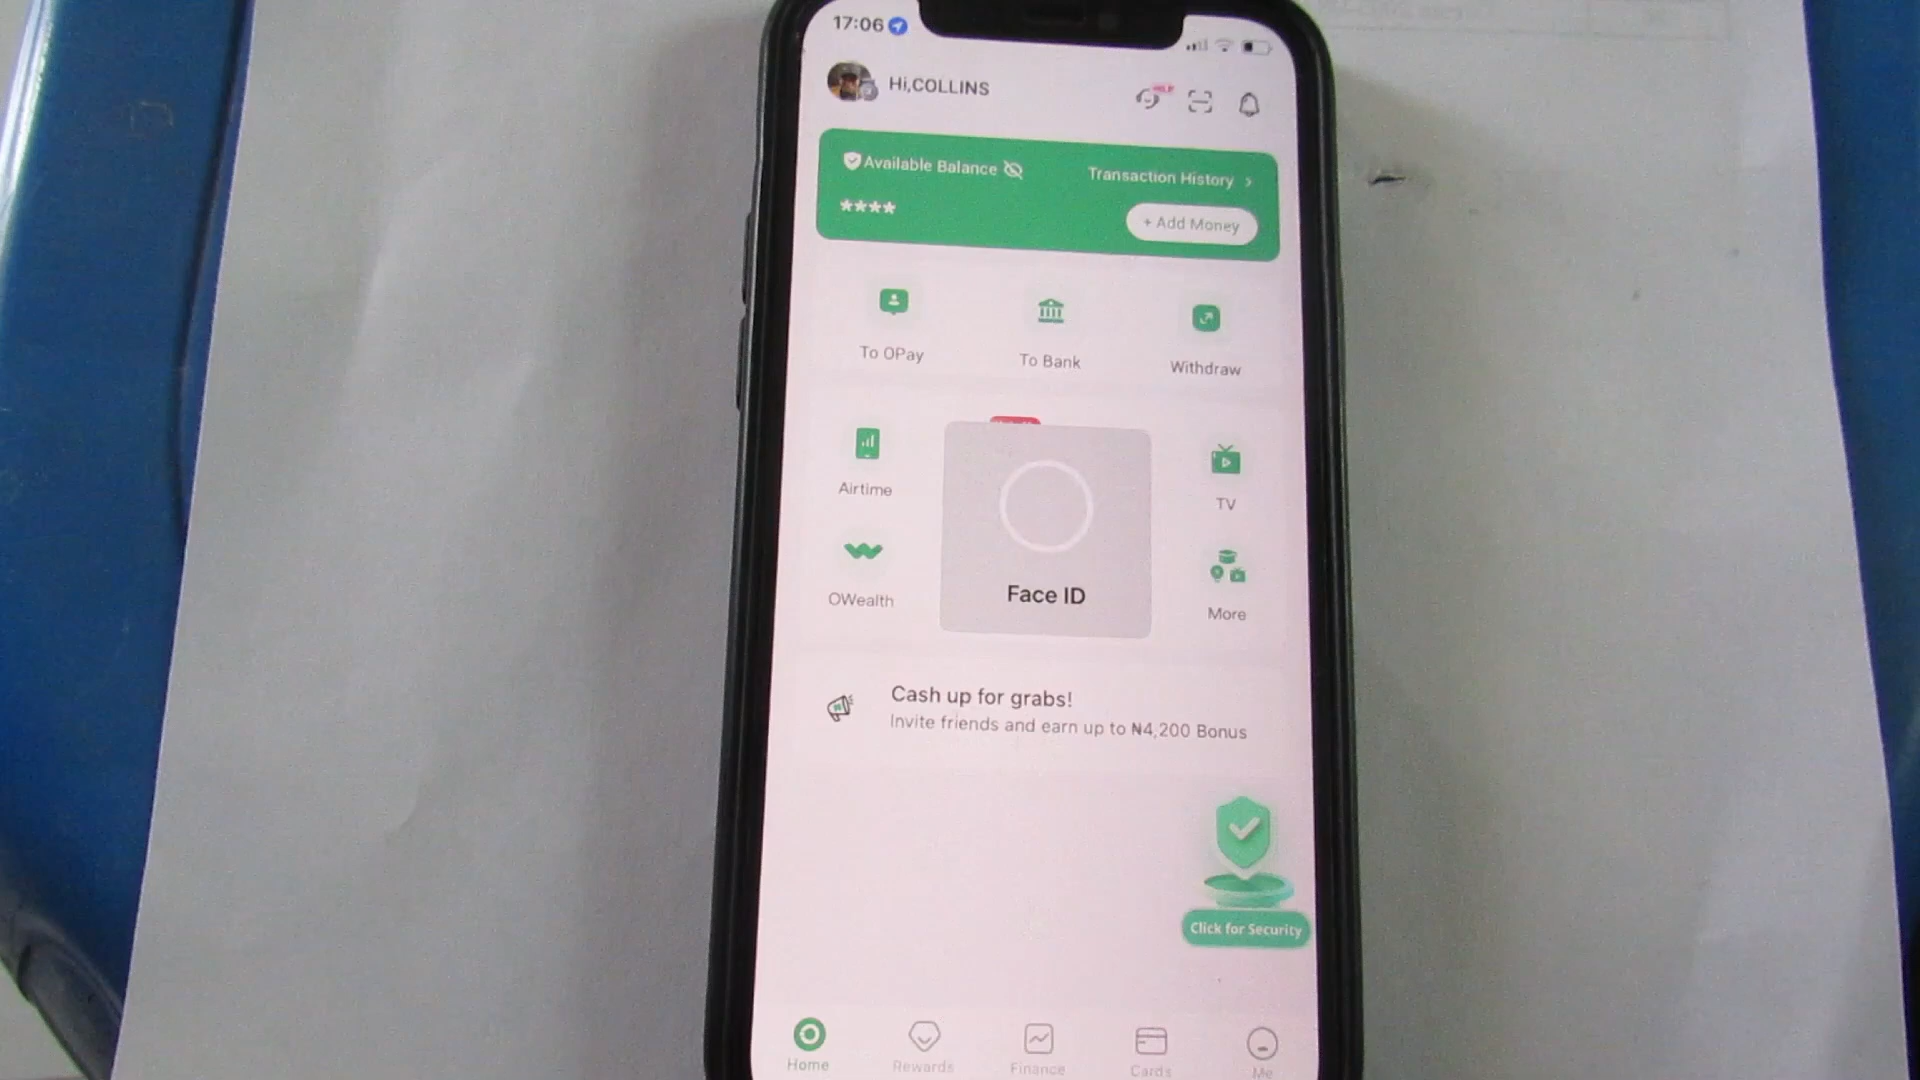 17:06
Hi,COLLINS
HELP
Available Balance
Transaction History >
****
+ Add Money
To OPay
To Bank
Withdraw
Airtime
TV
Face ID
OWealth
More
Cash up for grabs!
Invite friends and earn up to ₦4,200 Bonus
Click for Security
Home
Rewards
Finance
Cards
Me